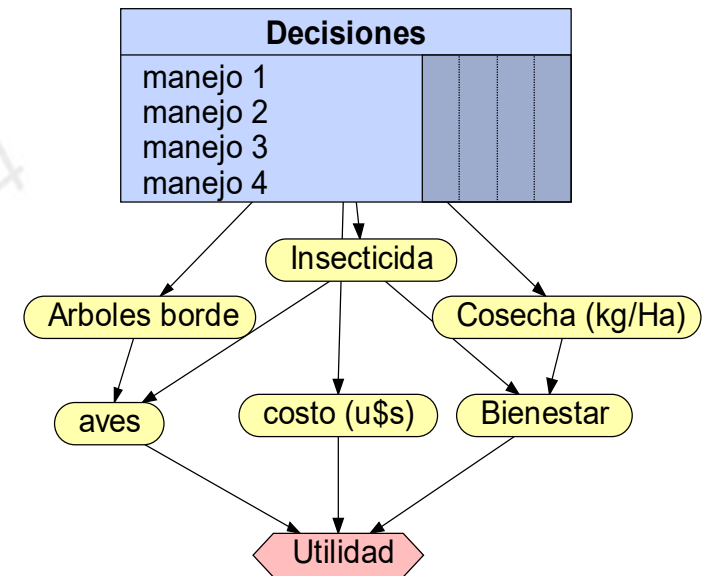 Decisiones
manejo 1
manejo 2
manejo 3
manejo 4
Insecticida
Arboles borde
Cosecha (kg/Ha)
aves
costo (u$s)
Bienestar
Utilidad